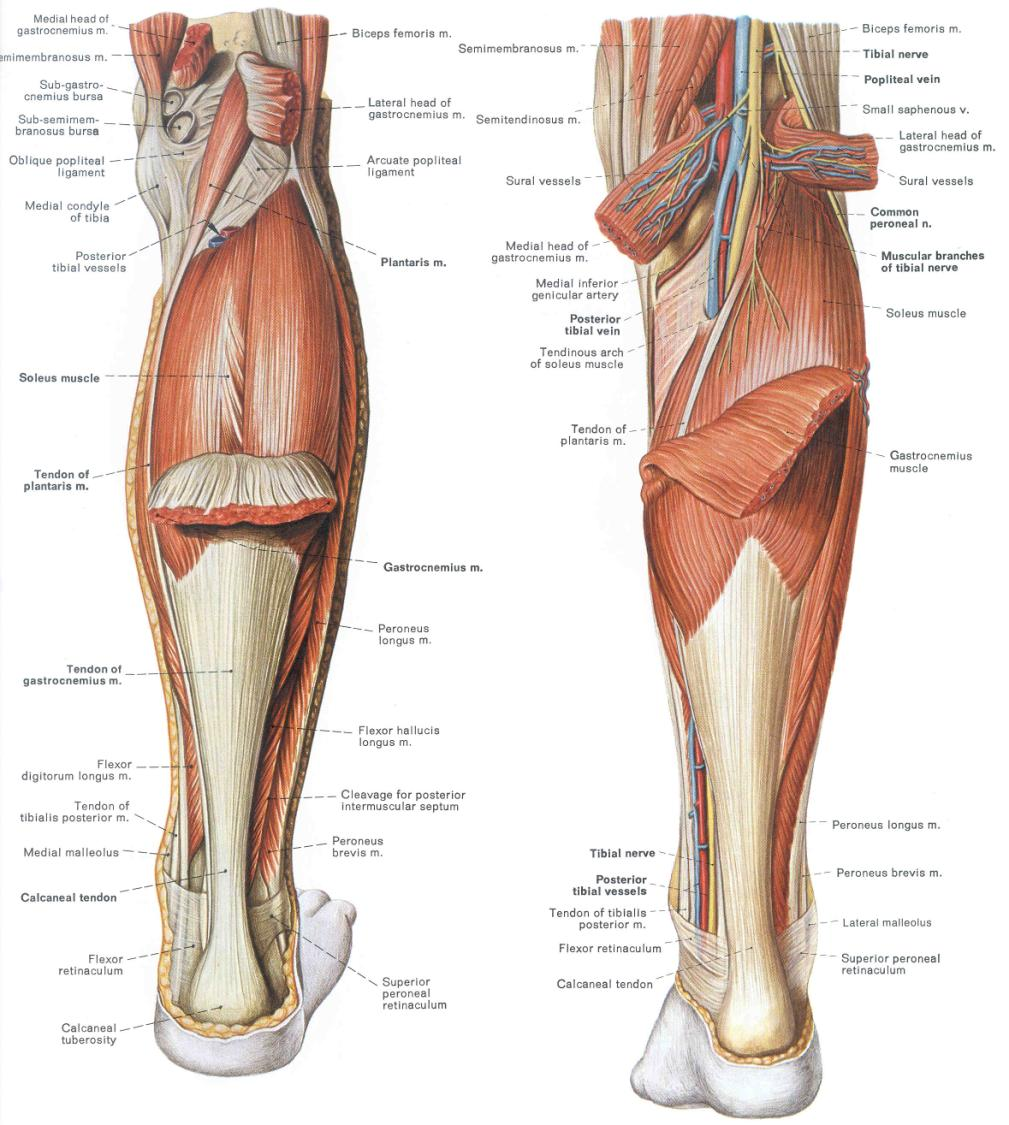 Medial head of
gastrocnemius m.
emimembranosus m.
Sub-gastro-
cnemius bursa
Sub-semimem-
branosus bursa
Oblique popliteal
ligament
Medial condyle
of tibia
Posterior
tibial vessels
Soleus muscle
Tendon of
plantaris m.
Tendon of
gastrocnemius m.
Flexor
digitorum longus m.
Tendon of
tibialis posterior m.
Medial malleolus
Calcaneal tendon
Flexor
retinaculum
Calcaneal
tuberosity
Biceps femoris m.
Lateral head of
gastrocnemius m.
Arcuate popliteal
ligament
Plantaris m.
Gastrocnemius m.
Peroneus
longus m.
Flexor hallucis
longus m.
Cleavage for posterior
intermuscular septum
Peroneus
brevis m.
Superior
peroneal
retinaculum
Semimembranosus m.
Semitendinosus m.
Sural vessels
Medial head of
gastrocnemius m.
Medial inferior
genicular artery
Posterior
tibial vein
Tendinous arch
of soleus muscle
Tendon of
plantaris m.
Tibial nerve
Posterior
tibial vessels
Tendon of tibialis
posterior m.
Flexor retinaculum
Calcaneal tendon
Biceps femoris m.
Tibial nerve
Popliteal vein
Small saphenous v.
Lateral head of
gastrocnemius m.
Sural vessels
Common
peroneal n.
Muscular branches
of tibial nerve
Soleus muscle
Gastrocnemius
muscle
Peroneus longus m.
Peroneus brevis m.
Lateral malleolus
Superior peroneal
retinaculum